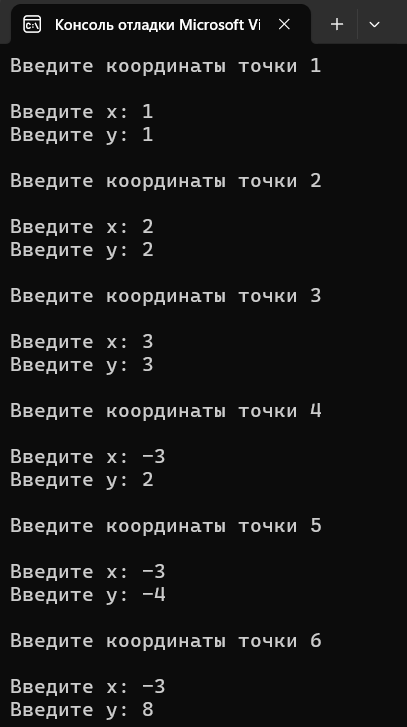 Консоль отладки Microsoft Vi
Введите координаты точки 1
Введите x: 1
Введите y: 1
Введите координаты точки 2
Введите x: 2
Введите y: 2
Введите координаты точки 3
Введите x: 3
Введите y: 3
Введите координаты точки 4
Введите x: -3
Введите y: 2
Введите координаты точки 5
Введите x: -3
Введите y: -4
Введите координаты точки 6
Введите x: -3
Введите y: 8